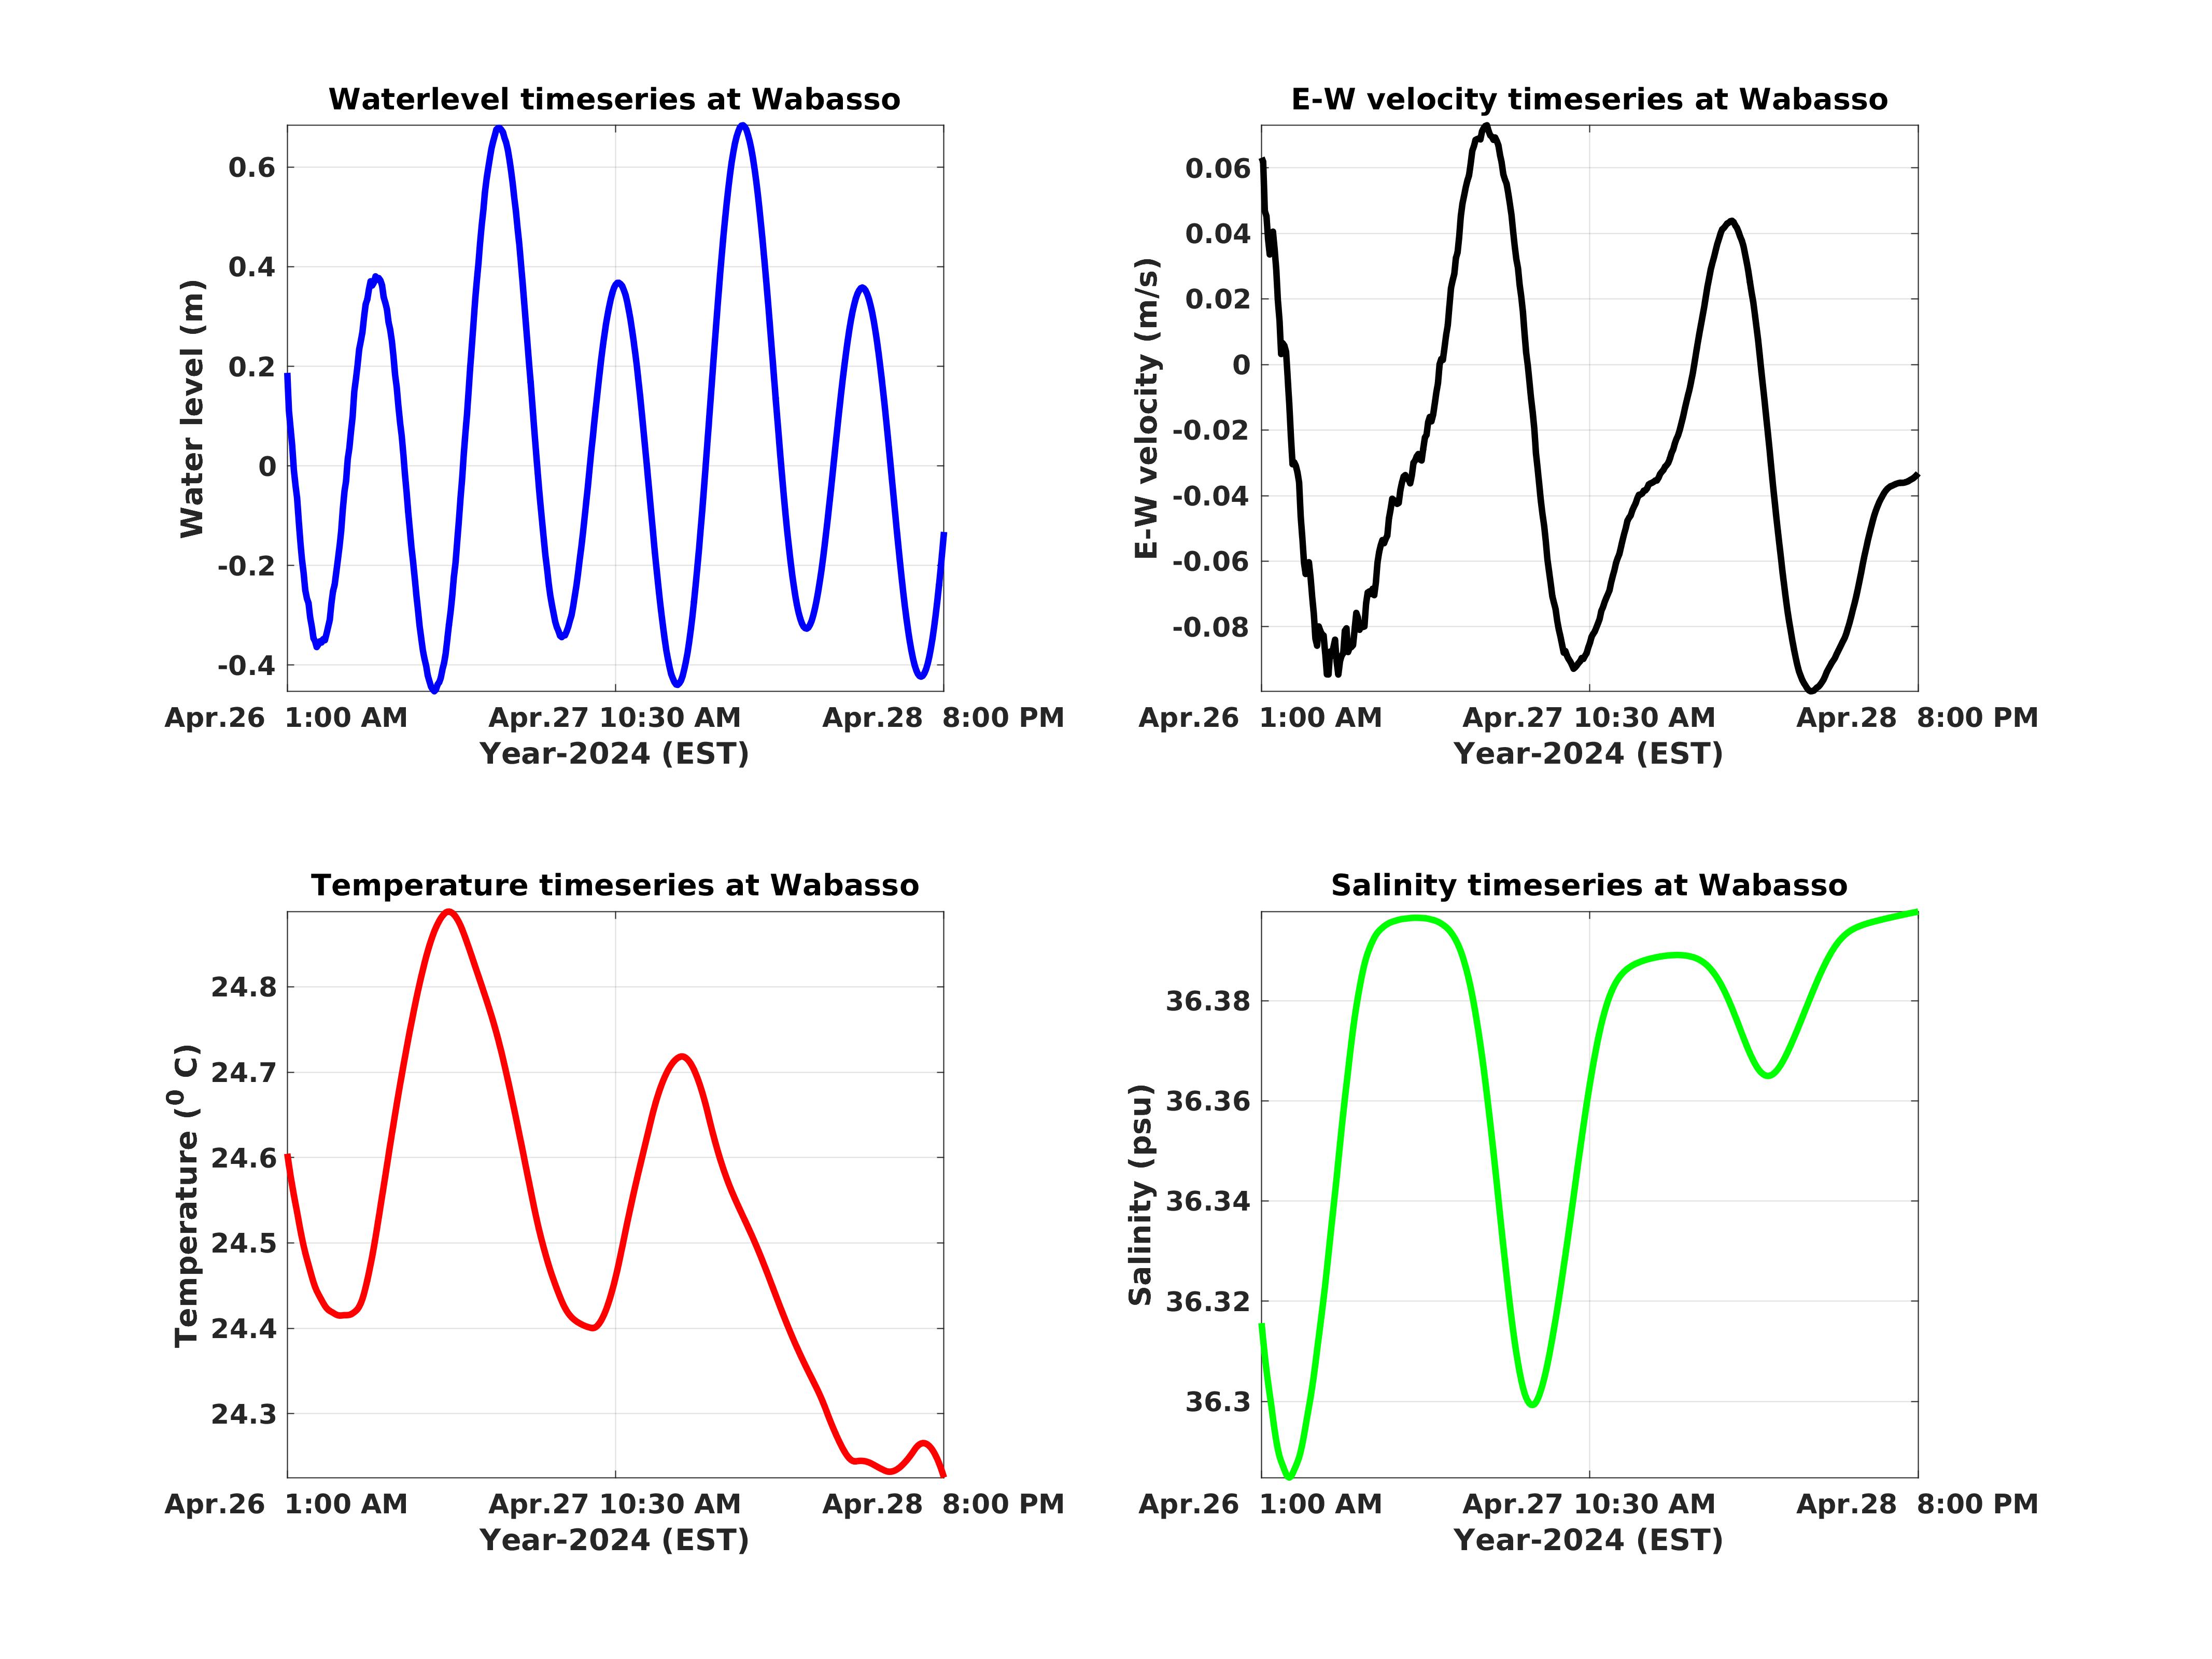 Waterlevel timeseries at Wabasso
Water level (m)
0.6
0.4
0.2
0
-0.2
-0.4
Apr.26 1:00 AM Apr.27 10:30 AM Apr.28 8:00 PM
Year-2024 (EST)
E-W velocity timeseries at Wabasso
E-W velocity (m/s)
0.06
0.04
0.02
0
-0.02
-0.04
-0.06
-0.08
Apr.26 1:00 AM Apr.27 10:30 AM Apr.28 8:00 PM
Year-2024 (EST)
Temperature timeseries at Wabasso
Temperature (⁰ C)
24.8
24.7
24.6
24.5
24.4
24.3
Apr.26 1:00 AM Apr.27 10:30 AM Apr.28 8:00 PM
Year-2024 (EST)
Salinity timeseries at Wabasso
Salinity (psu)
36.38
36.36
36.34
36.32
36.3
Apr.26 1:00 AM Apr.27 10:30 AM Apr.28 8:00 PM
Year-2024 (EST)